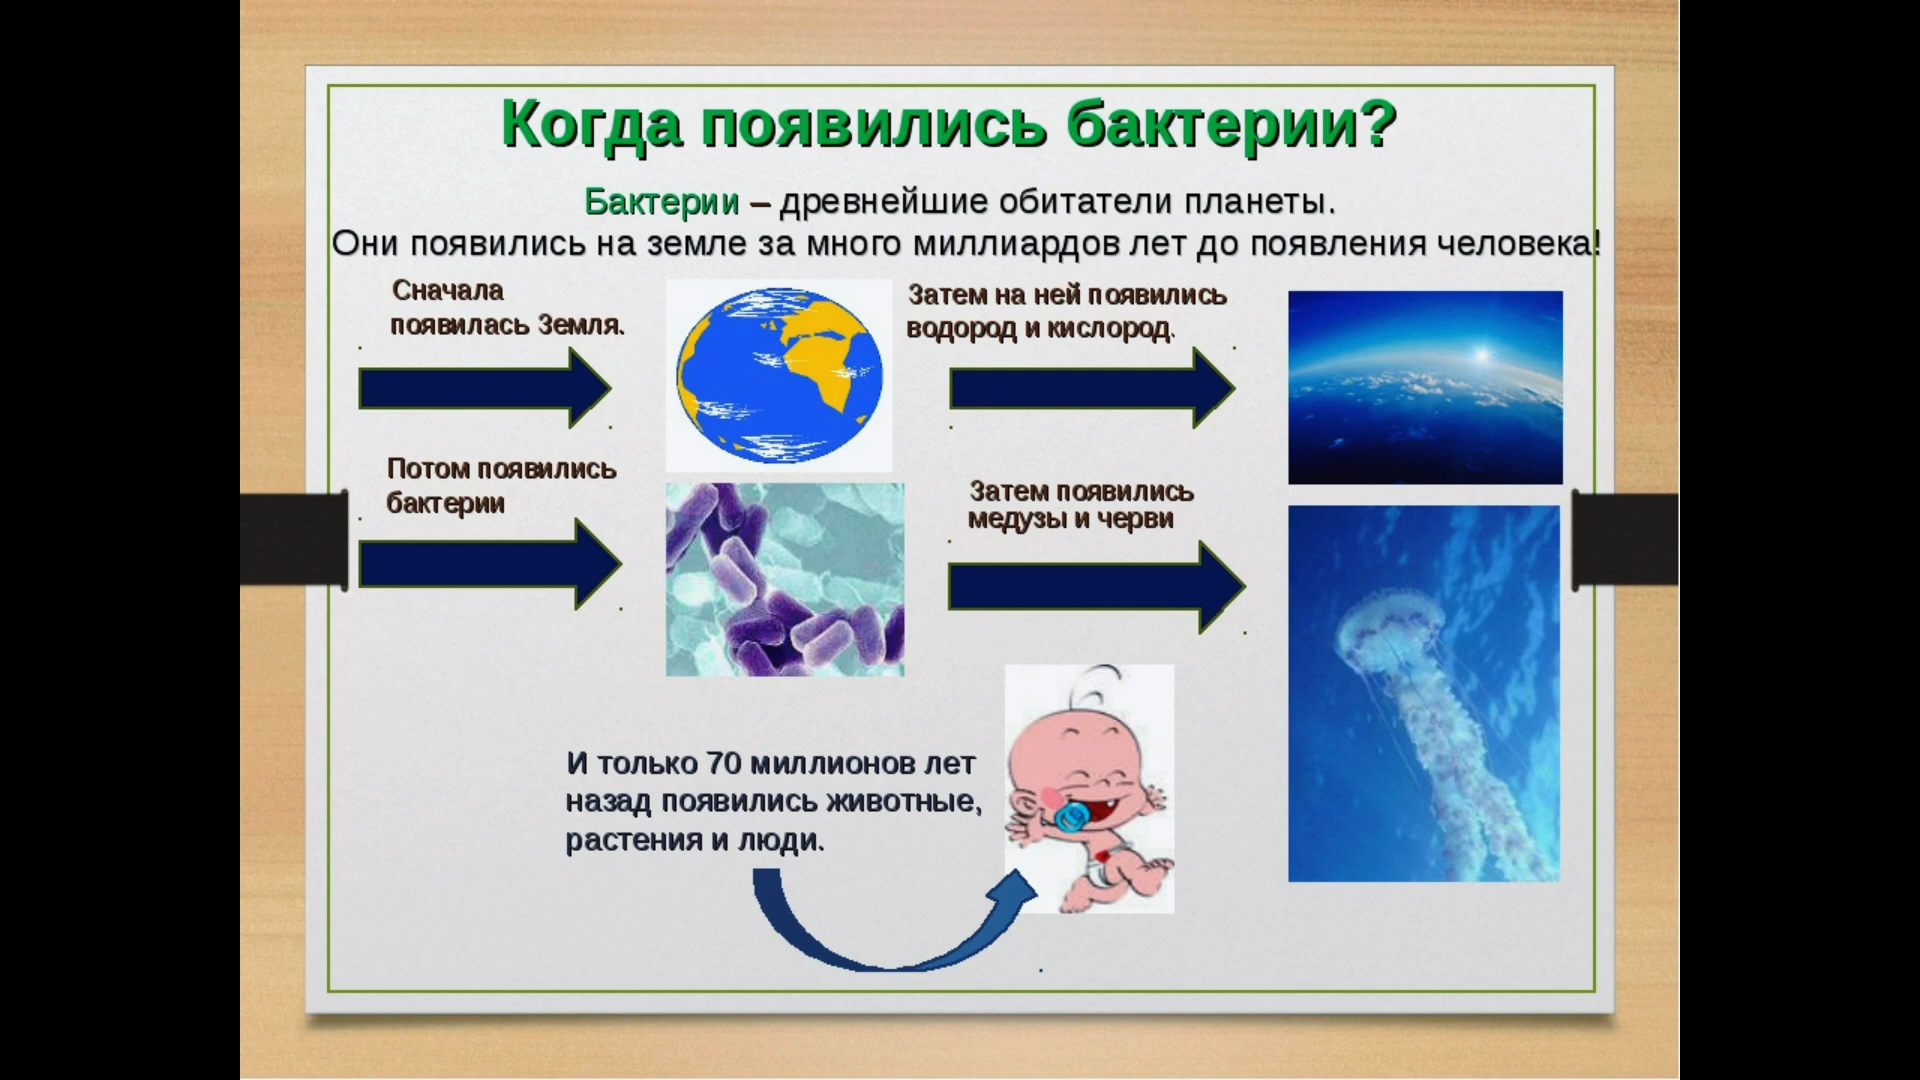 Когда появились бактерии?
Бактерии – древнейшие обитатели планеты.
Они появились на земле за много миллиардов лет до появления человека!
Сначала
появилась Земля.
Затем на ней появились
водород и кислород.
Потом появились
бактерии
Затем появились
медузы и черви
И только 70 миллионов лет
назад появились животные,
растения и люди.